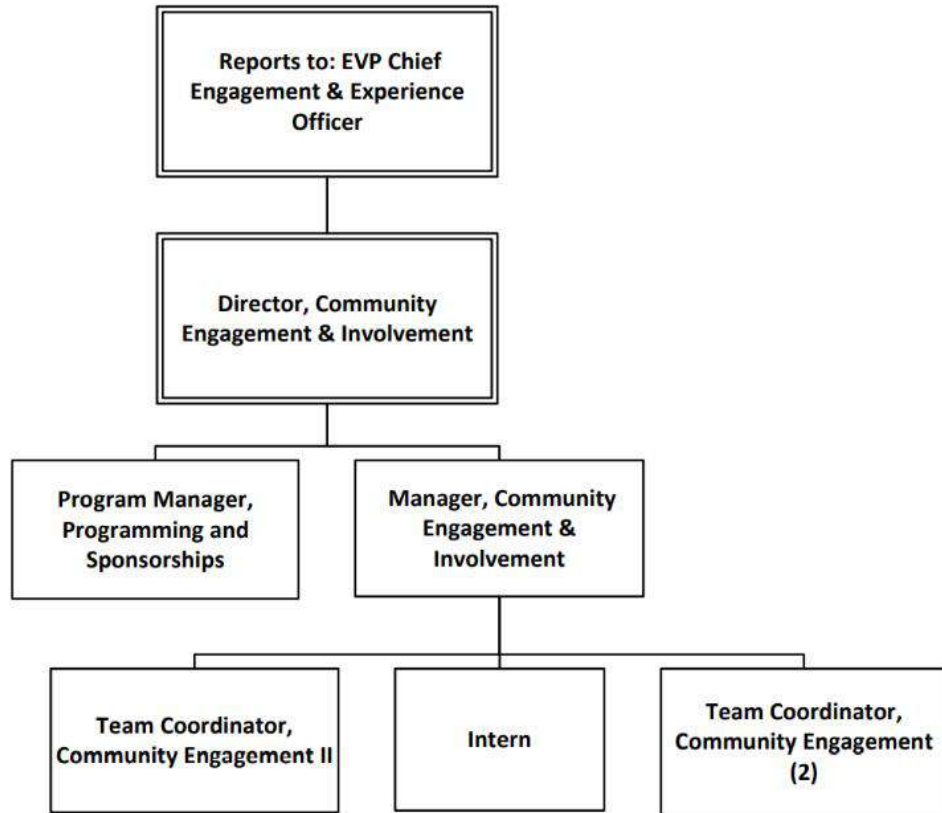 Reports to: EVP Chief
Engagement & Experience
Officer
Director, Community
Engagement & Involvement
Program Manager,
Programming and
Sponsorships
Manager, Community
Engagement &
Involvement
Team Coordinator,
Community Engagement II
Intern
Team Coordinator,
Community Engagement
(2)